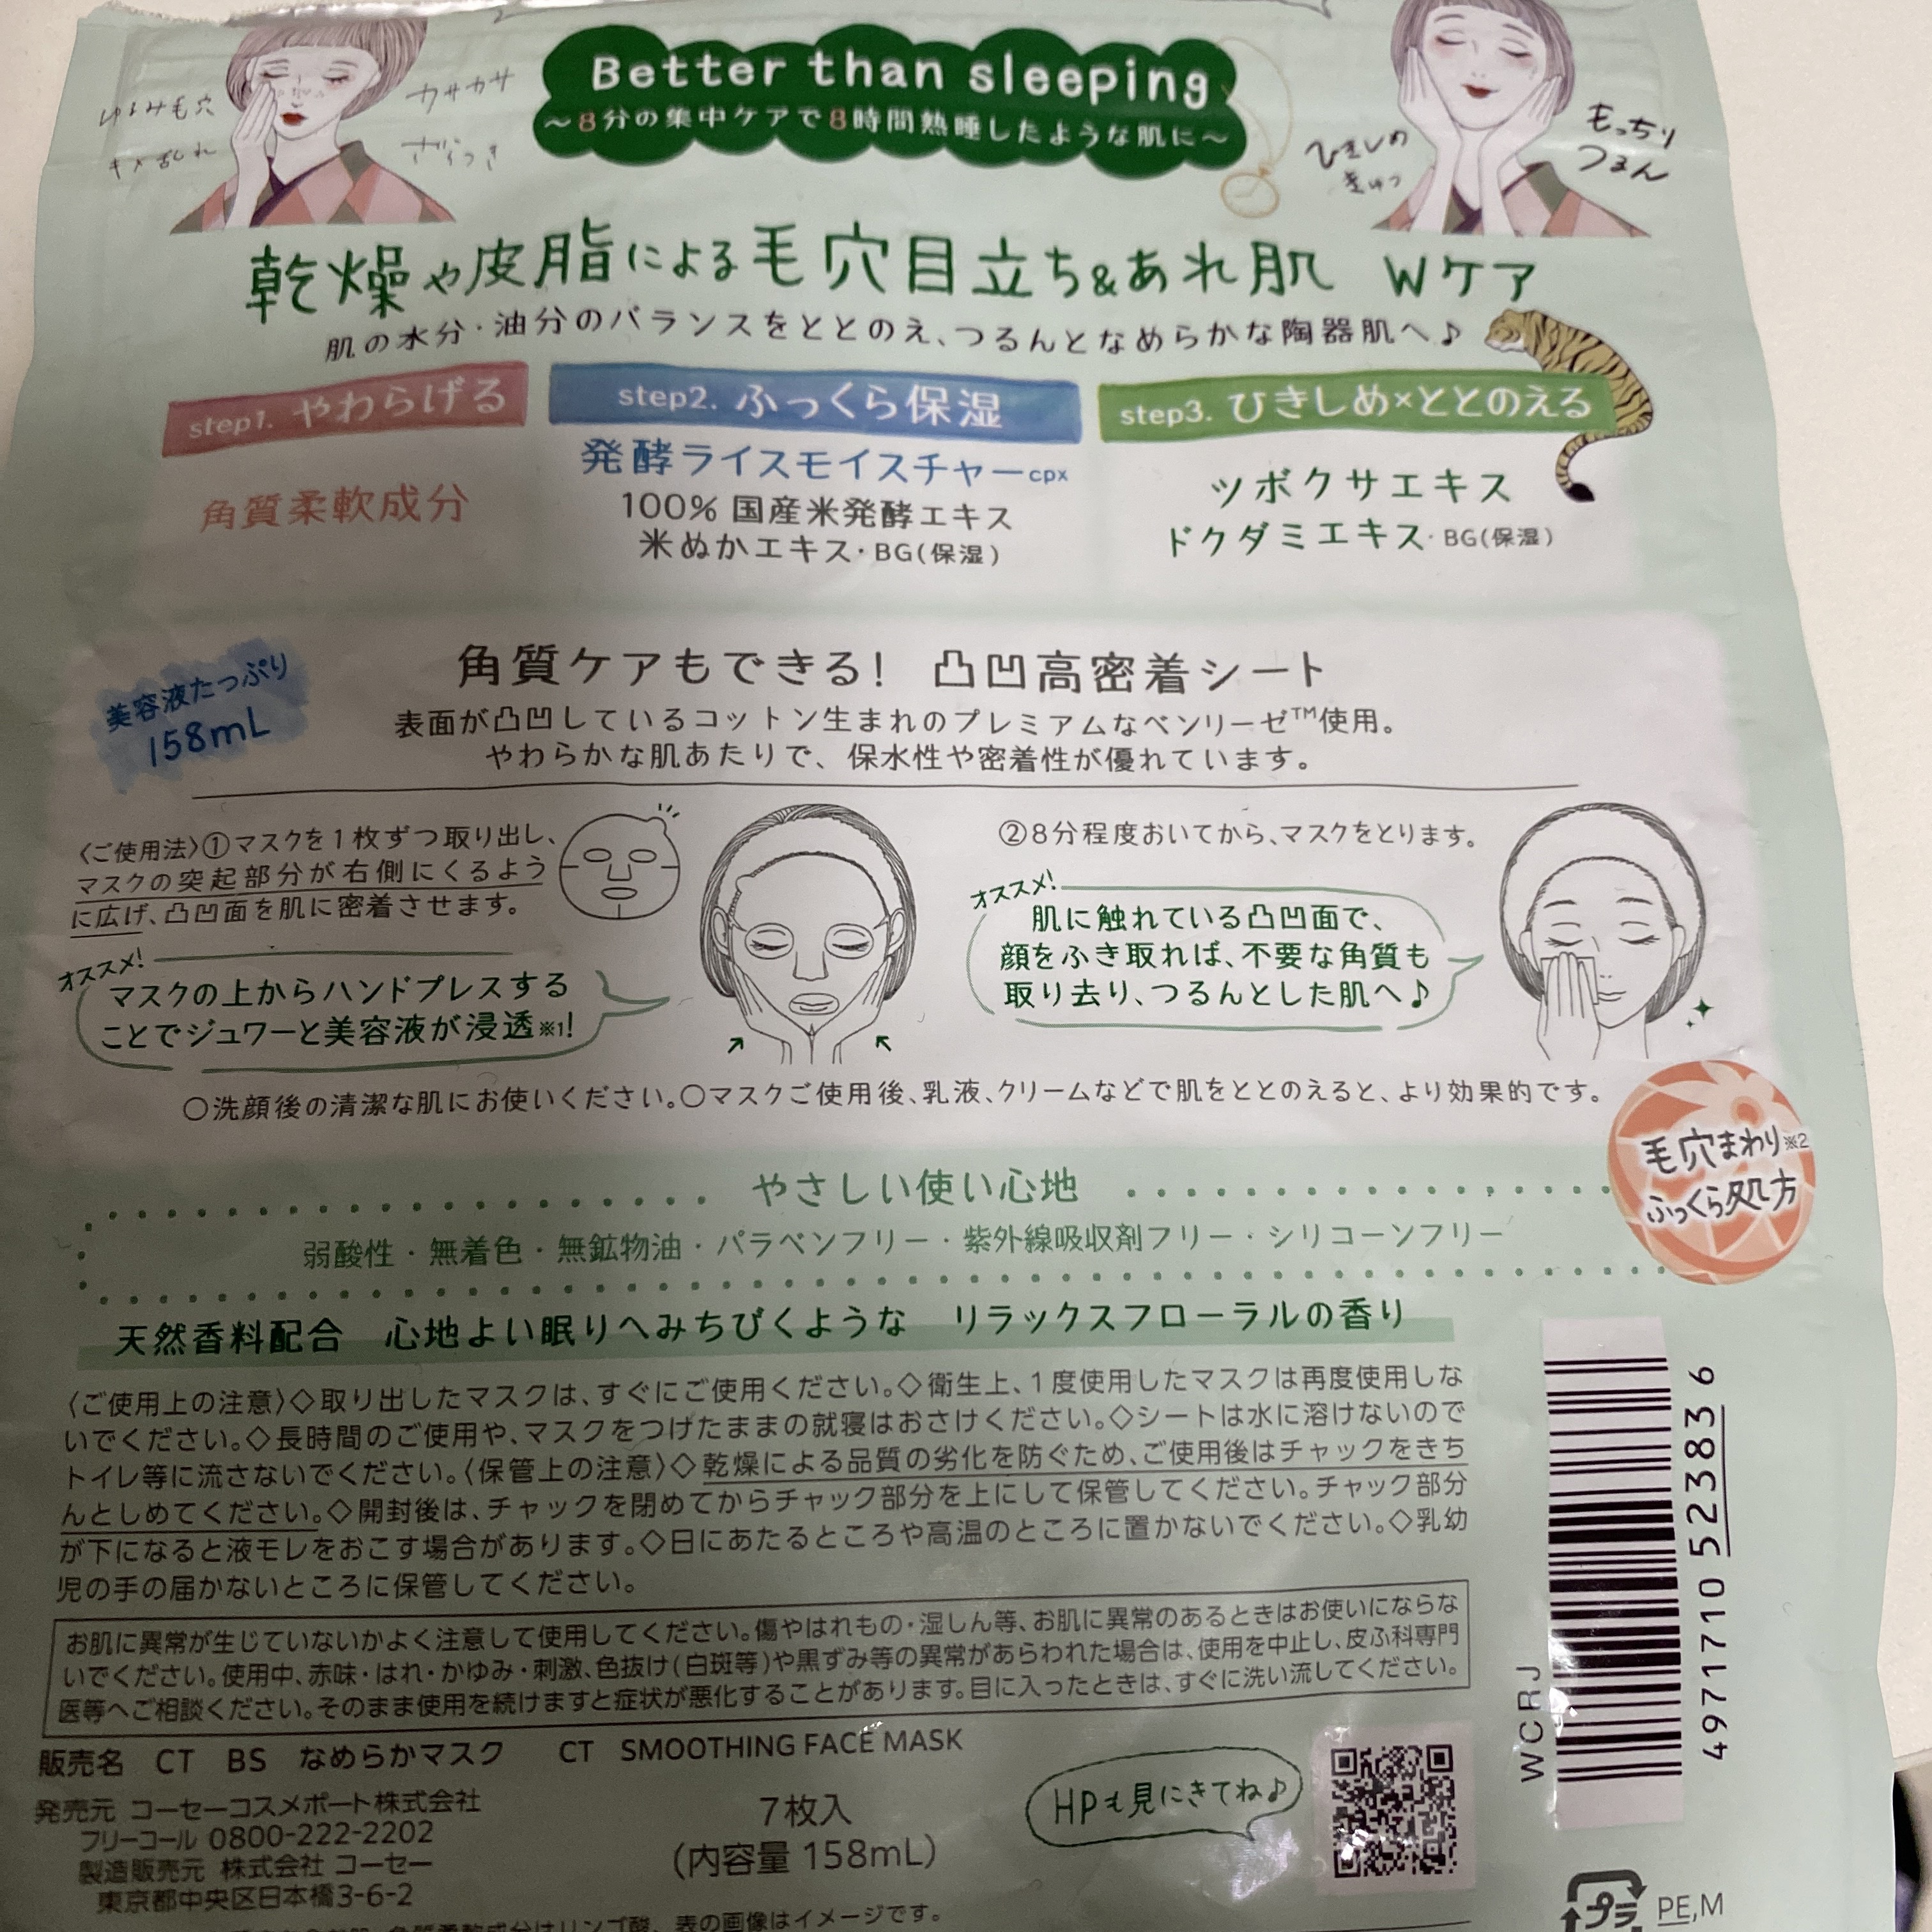 Better than sleeping
〜8分の集中ケアで8時間熟睡したような肌に〜
ゆるみ毛穴
キメ乱れ
カサカサ
ざらつき
ひきしめ
もっちり
つるん
乾燥や皮脂による毛穴目立ち&あれ肌 Wケア
肌の水分・油分のバランスをととのえ、つるんとなめらかな陶器肌へ♪
step1. やわらげる
角質柔軟成分
step2. ふっくら保湿
発酵ライスモイスチャーcpx
100% 国産米発酵エキス
米ぬかエキス・BG(保湿)
step3. ひきしめ×ととのえる
ツボクサエキス
ドクダミエキス・BG(保湿)
美容液たっぷり
158mL
角質ケアもできる! 凸凹高密着シート
表面が凸凹しているコットン生まれのプレミアムなベンリーゼ™使用。
やわらかな肌あたりで、保水性や密着性が優れています。
〈ご使用法〉①マスクを1枚ずつ取り出し、
マスクの突起部分が右側にくるよう
に広げ、凸凹面を肌に密着させます。
オススメ!
マスクの上からハンドプレスする
ことでジュワーと美容液が浸透※1!
②8分程度おいてから、マスクをとります。
オススメ!
肌に触れている凸凹面で、
顔をふき取れば、不要な角質も
取り去り、つるんとした肌へ♪
○洗顔後の清潔な肌にお使いください。○マスクご使用後、乳液、クリームなどで肌をととのえると、より効果的です。
毛穴まわり※2
ふっくら処方
やさしい使い心地
弱酸性・無着色・無鉱物油・パラベンフリー・紫外線吸収剤フリー・シリコーンフリー
天然香料配合 心地よい眠りへみちびくような リラックスフローラルの香り
〈ご使用上の注意〉◇取り出したマスクは、すぐにご使用ください。◇衛生上、1度使用したマスクは再度使用しな
いでください。◇長時間のご使用や、マスクをつけたままの就寝はおさけください。◇シートは水に溶けないので
トイレ等に流さないでください。〈保管上の注意〉◇乾燥による品質の劣化を防ぐため、ご使用後はチャックをきち
んとしめてください。◇開封後は、チャックを閉めてからチャック部分を上にして保管してください。チャック部分
が下になると液モレをおこす場合があります。◇日にあたるところや高温のところに置かないでください。◇乳幼
児の手の届かないところに保管してください。
お肌に異常が生じていないかよく注意して使用してください。傷やはれもの・湿しん等、お肌に異常のあるときはお使いにならな
いでください。使用中、赤味・はれ・かゆみ・刺激、色抜け(白斑等)や黒ずみ等の異常があらわれた場合は、使用を中止し、皮ふ科専門
医等へご相談ください。そのまま使用を続けますと症状が悪化することがあります。目に入ったときは、すぐに洗い流してください。
販売名 CT BS なめらかマスク CT SMOOTHING FACE MASK
発売元 コーセーコスメポート株式会社
フリーコール 0800-222-2202
製造販売元 株式会社 コーセー
東京都中央区日本橋3-6-2
7枚入
(内容量 158mL)
HPも見にきてね♪
WCRJ
4971710 523836
プラ
PE,M
角質柔軟成分はリンゴ酸、表の画像はイメージです。